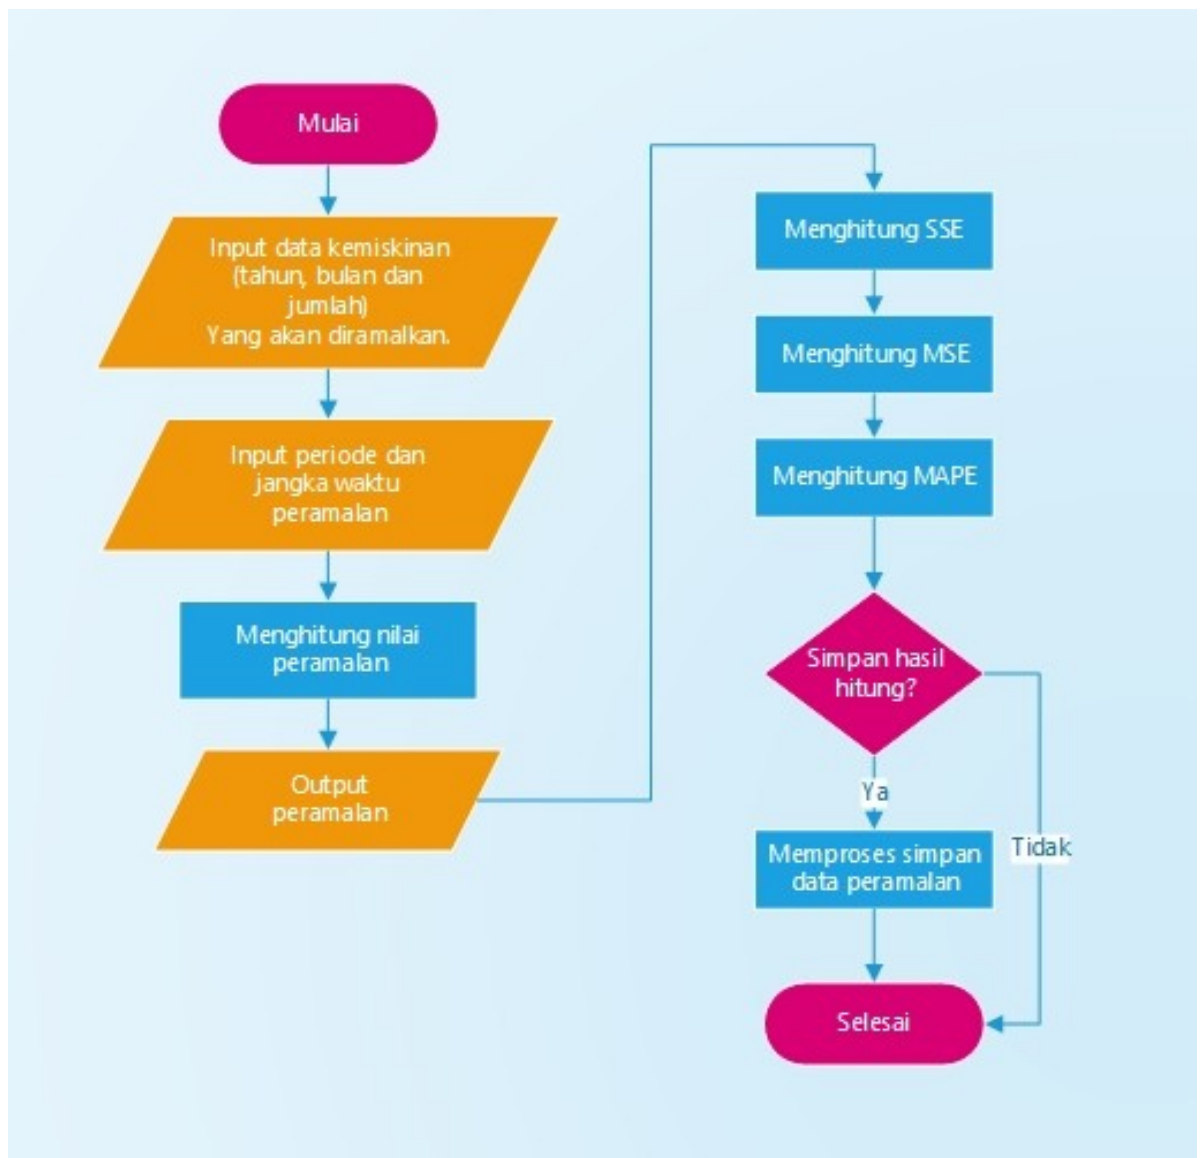 Mulai
Input data kemiskinan
(tahun, bulan dan
jumlah)
Yang akan diramalkan.
Input periode dan
jangka waktu
peramalan
Menghitung nilai
peramalan
Output
peramalan
Menghitung SSE
Menghitung MSE
Menghitung MAPE
Simpan hasil
hitung?
Ya
Memproses simpan
data peramalan
Tidak
Selesai